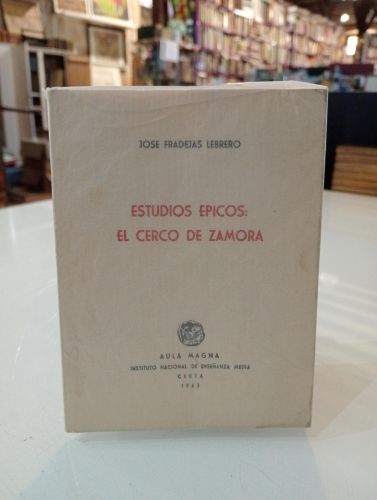 JOSE FRADEJAS LEBRERO
ESTUDIOS EPICOS:
EL CERCO DE ZAMORA
AULA MAGNA
INSTITUTO NACIONAL DE ENSEÑANZA MEDIA
CEUTA
1963